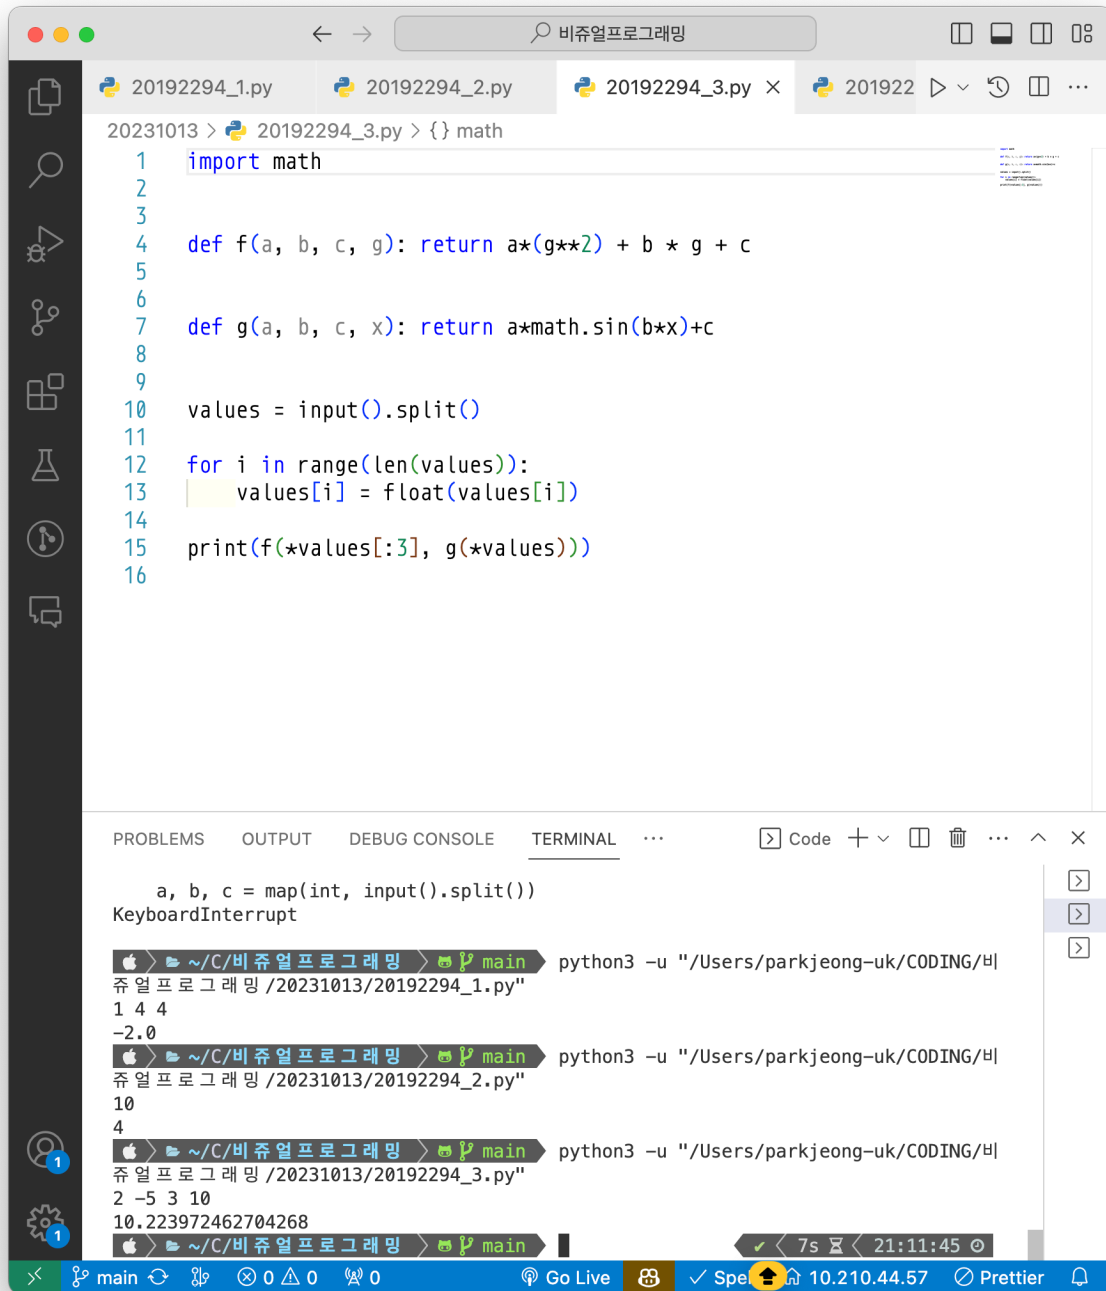 비쥬얼프로그래밍
20192294_1.py 20192294_2.py 20192294_3.py 201922
20231013 > 20192294_3.py > {} math
1 import math
2
3
4 def f(a, b, c, g): return a*(g**2) + b * g + c
5
6
7 def g(a, b, c, x): return a*math.sin(b*x)+c
8
9
10 values = input().split()
11
12 for i in range(len(values)):
13     values[i] = float(values[i])
14
15 print(f(*values[:3], g(*values)))
16
PROBLEMS OUTPUT DEBUG CONSOLE TERMINAL ··· Code
    a, b, c = map(int, input().split())
KeyboardInterrupt
~/C/비쥬얼프로그래밍 main python3 -u "/Users/parkjeong-uk/CODING/비
쥬얼프로그래밍/20231013/20192294_1.py"
1 4 4
-2.0
~/C/비쥬얼프로그래밍 main python3 -u "/Users/parkjeong-uk/CODING/비
쥬얼프로그래밍/20231013/20192294_2.py"
10
4
~/C/비쥬얼프로그래밍 main python3 -u "/Users/parkjeong-uk/CODING/비
쥬얼프로그래밍/20231013/20192294_3.py"
2 -5 3 10
10.223972462704268
~/C/비쥬얼프로그래밍 main ✔ 7s 21:11:45
1
1
main 0 0 0 Go Live Spe 10.210.44.57 Prettier